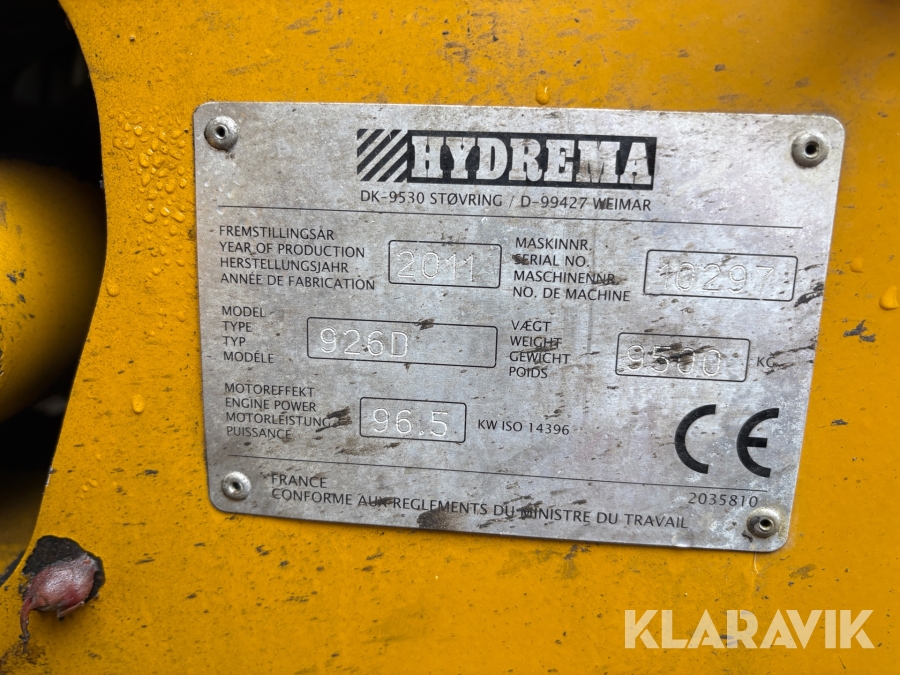 HYDREMA
DK-9530 STØVRING / D-99427 WEIMAR
FREMSTILLINGSÅR
YEAR OF PRODUCTION
HERSTELLUNGSJAHR
ANNÉE DE FABRICATION
2011
MASKINNR.
SERIAL NO.
MASCHINENNR.
NO. DE MACHINE
10297
MODEL
TYPE
TYP
MODÈLE
926D
VÆGT
WEIGHT
GEWICHT
POIDS
9500 KG
MOTOREFFEKT
ENGINE POWER
MOTORLEISTUNG
PUISSANCE
96.5 KW ISO 14396
CE
FRANCE
CONFORME AUX REGLEMENTS DU MINISTRE DU TRAVAIL
2035810
KLARAVIK